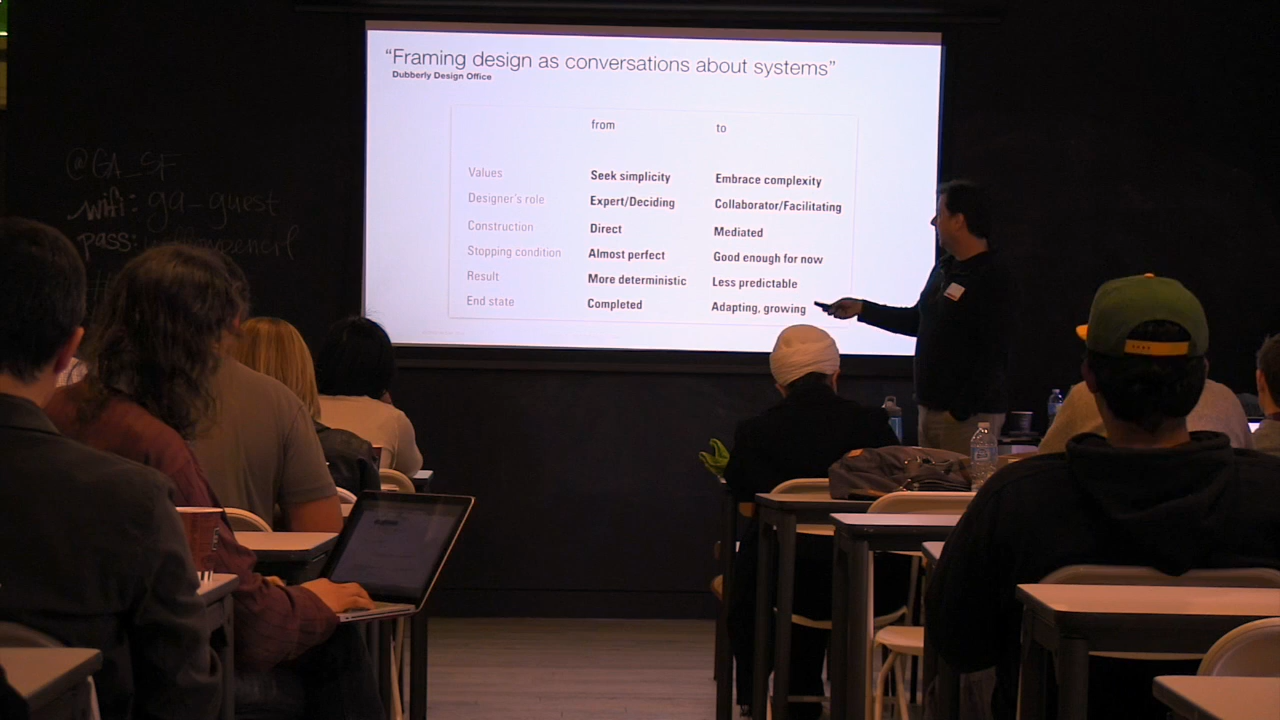 “Framing design as conversations about systems”
Dubberly Design Office
from to
Values Seek simplicity Embrace complexity
Designer's role Expert/Deciding Collaborator/Facilitating
Construction Direct Mediated
Stopping condition Almost perfect Good enough for now
Result More deterministic Less predictable
End state Completed Adapting, growing
@GA_SF
wifi: ga_guest
pass: